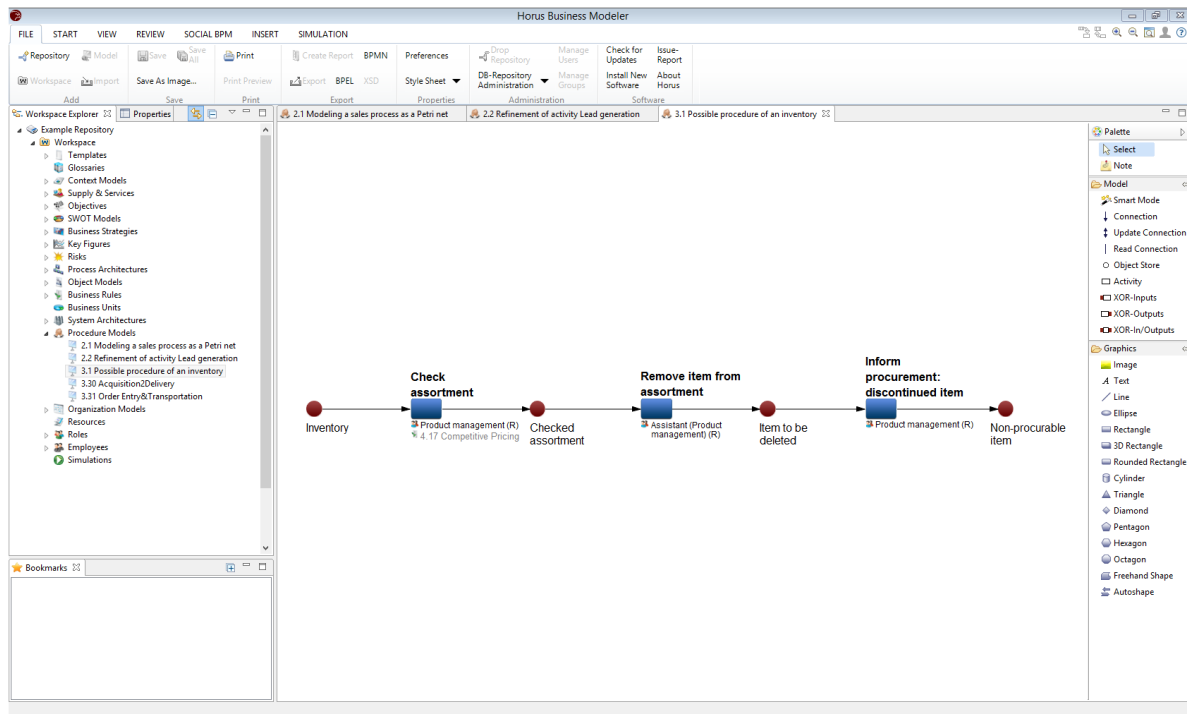 Horus Business Modeler
FILE START VIEW REVIEW SOCIAL BPM INSERT SIMULATION
Repository Model Save Save All Print Create Report BPMN Preferences Drop Repository Manage Users Check for Updates Issue-Report
Workspace Import Save As Image... Print Preview Export BPEL XSD Style Sheet DB-Repository Administration Manage Groups Install New Software About Horus
Add Save Print Export Properties Administration Software
Workspace Explorer Properties
Example Repository
Workspace
Templates
Glossaries
Context Models
Supply & Services
Objectives
SWOT Models
Business Strategies
Key Figures
Risks
Process Architectures
Object Models
Business Rules
Business Units
System Architectures
Procedure Models
2.1 Modeling a sales process as a Petri net
2.2 Refinement of activity Lead generation
3.1 Possible procedure of an inventory
3.30 Acquisition2Delivery
3.31 Order Entry&Transportation
Organization Models
Resources
Roles
Employees
Simulations
Bookmarks
2.1 Modeling a sales process as a Petri net 2.2 Refinement of activity Lead generation 3.1 Possible procedure of an inventory
Inventory
Check
assortment
Product management (R)
4.17 Competitive Pricing
Checked
assortment
Remove item from
assortment
Assistant (Product
management) (R)
Item to be
deleted
Inform
procurement:
discontinued item
Product management (R)
Non-procurable
item
Palette
Select
Note
Model
Smart Mode
Connection
Update Connection
Read Connection
Object Store
Activity
XOR-Inputs
XOR-Outputs
XOR-In/Outputs
Graphics
Image
Text
Line
Ellipse
Rectangle
3D Rectangle
Rounded Rectangle
Cylinder
Triangle
Diamond
Pentagon
Hexagon
Octagon
Freehand Shape
Autoshape